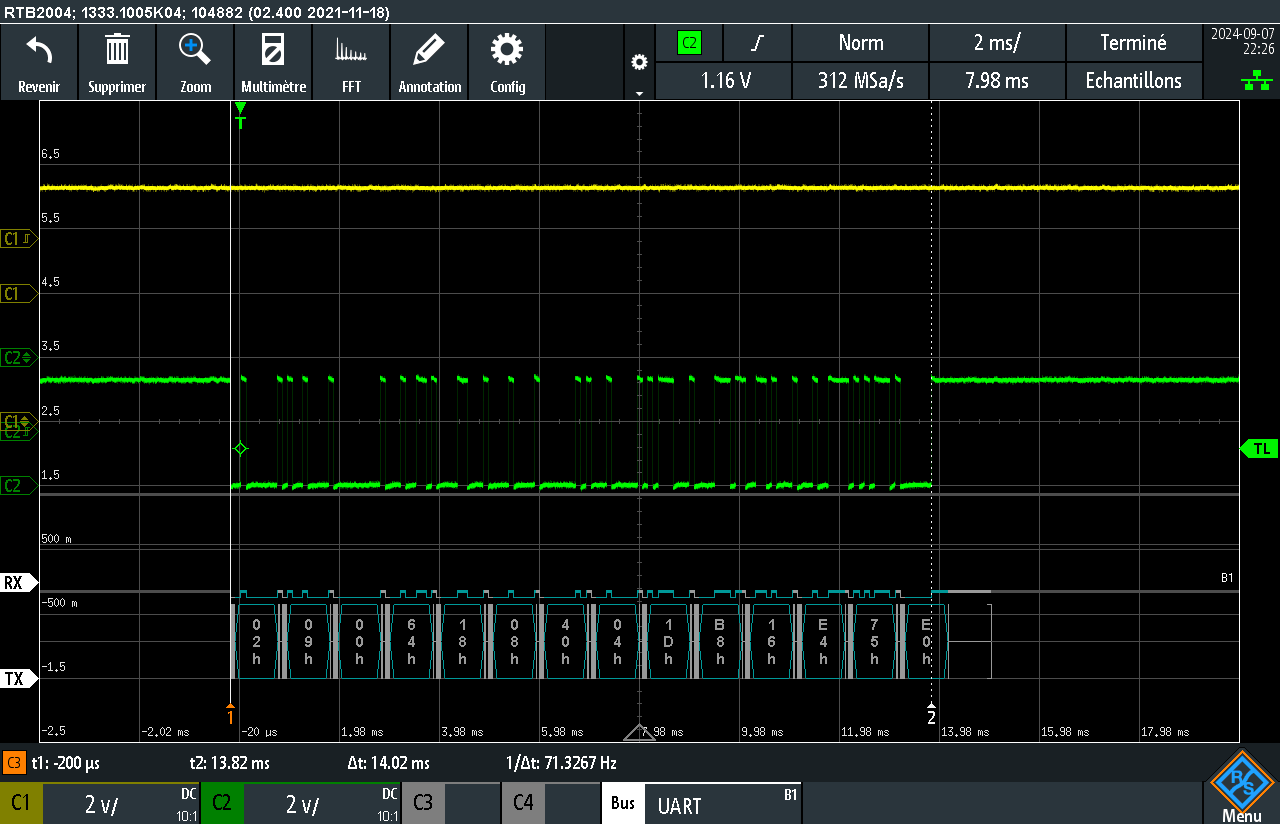 RTB2004; 1333.1005K04; 104882 (02.400 2021-11-18)
Revenir Supprimer Zoom Multimètre FFT Annotation Config
C2 Norm 2 ms/ Terminé
1.16 V 312 MSa/s 7.98 ms Echantillons
2024-09-07
22:26
T
6.5
5.5
C1
4.5
C1
3.5
C2
2.5
C1
C2
TL
1.5
C2
500 m
RX
B1
-500 m
02h 09h 00h 64h 18h 08h 40h 04h 1Dh B8h 16h E4h 75h E0h
-1.5
TX
1 2
-2.5 -2.02 ms -20 µs 1.98 ms 3.98 ms 5.98 ms 7.98 ms 9.98 ms 11.98 ms 13.98 ms 15.98 ms 17.98 ms
C3 t1: -200 µs t2: 13.82 ms Δt: 14.02 ms 1/Δt: 71.3267 Hz
C1 2 V/ DC 10:1 C2 2 V/ DC 10:1 C3 C4 Bus UART B1
R S
Menu